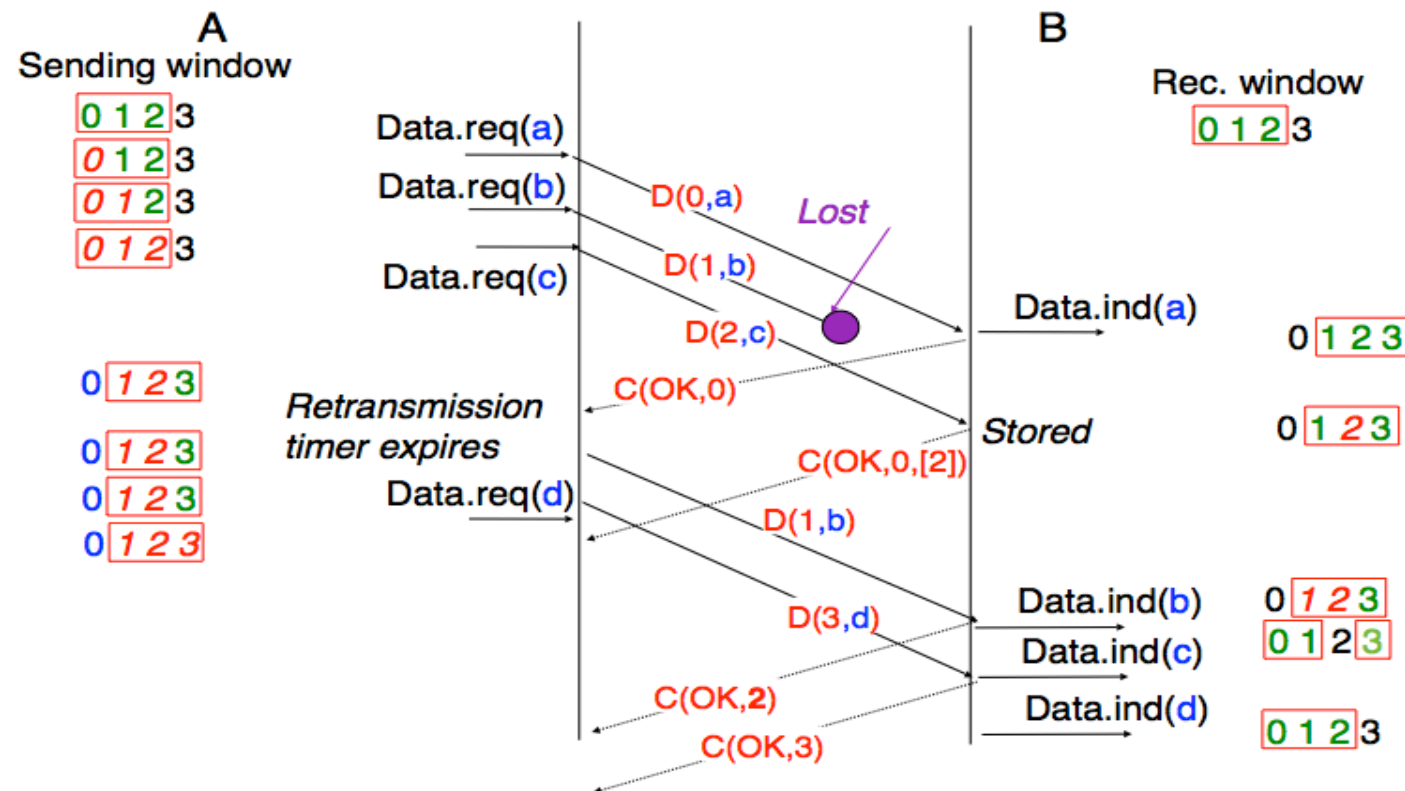 A
B
Sending window
Rec. window
0 1 2 3
0 1 2 3
Data.req(a)
0 1 2 3
Data.req(b)
D(0,a)
0 1 2 3
Lost
0 1 2 3
D(1,b)
Data.req(c)
Data.ind(a)
D(2,c)
0 1 2 3
0 1 2 3
C(OK,0)
Retransmission
timer expires
Stored
0 1 2 3
0 1 2 3
C(OK,0,[2])
Data.req(d)
0 1 2 3
D(1,b)
0 1 2 3
Data.ind(b)
0 1 2 3
D(3,d)
0 1 2 3
Data.ind(c)
C(OK,2)
Data.ind(d)
0 1 2 3
C(OK,3)